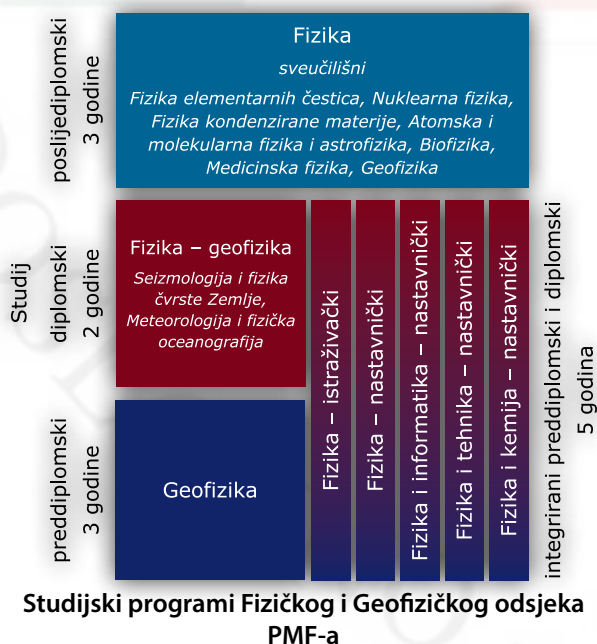 Fizika
sveučilišni
Fizika elementarnih čestica, Nuklearna fizika,
Fizika kondenzirane materije, Atomska i
molekularna fizika i astrofizika, Biofizika,
Medicinska fizika, Geofizika
poslijediplomski
3 godine
Studij
diplomski
2 godine
Fizika – geofizika
Seizmologija i fizika
čvrste Zemlje,
Meteorologija i fizička
oceanografija
preddiplomski
3 godine
Geofizika
Fizika – istraživački
Fizika – nastavnički
Fizika i informatika – nastavnički
Fizika i tehnika – nastavnički
Fizika i kemija – nastavnički
integrirani preddiplomski i diplomski
5 godina
Studijski programi Fizičkog i Geofizičkog odsjeka
PMF-a